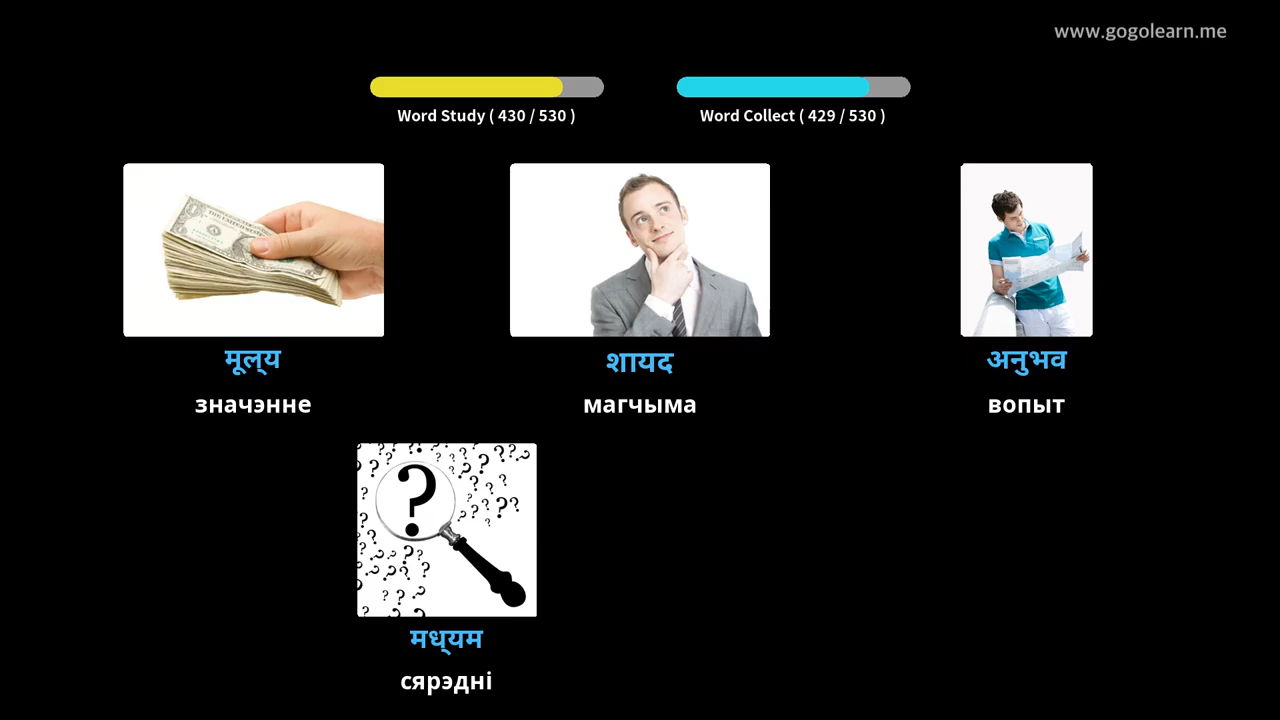 www.gogolearn.me
Word Study ( 430 / 530 )
Word Collect ( 429 / 530 )
मूल्‌य
शायद
अनुभव
значэнне
магчыма
вопыт
मध्‌यम
сярэдні